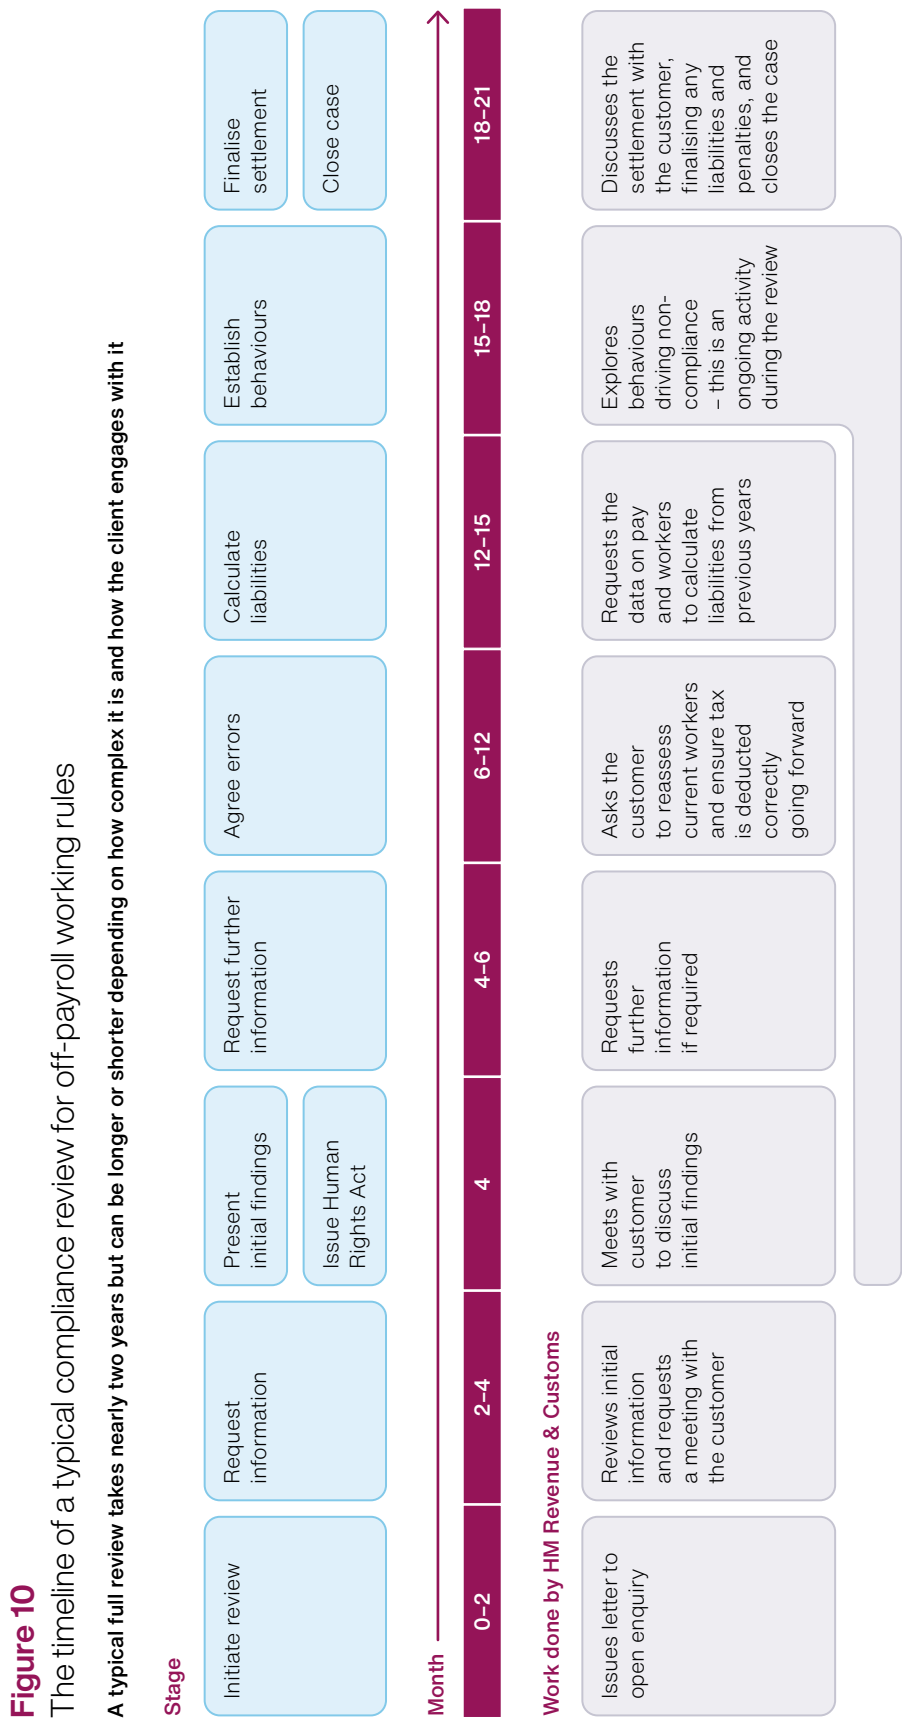 Figure 10
The timeline of a typical compliance review for off-payroll working rules
A typical full review takes nearly two years but can be longer or shorter depending on how complex it is and how the client engages with it
Stage
Initiate review
Request
information
Present
initial findings
Issue Human
Rights Act
Request further
information
Agree errors
Calculate
liabilities
Establish
behaviours
Finalise
settlement
Close case
Month
0–2
2–4
4
4–6
6–12
12–15
15–18
18–21
Work done by HM Revenue & Customs
Issues letter to
open enquiry
Reviews initial
information
and requests
a meeting with
the customer
Meets with
customer
to discuss
initial findings
Requests
further
information
if required
Asks the
customer
to reassess
current workers
and ensure tax
is deducted
correctly
going forward
Requests the
data on pay
and workers
to calculate
liabilities from
previous years
Explores
behaviours
driving non-
compliance
– this is an
ongoing activity
during the review
Discusses the
settlement with
the customer,
finalising any
liabilities and
penalties, and
closes the case